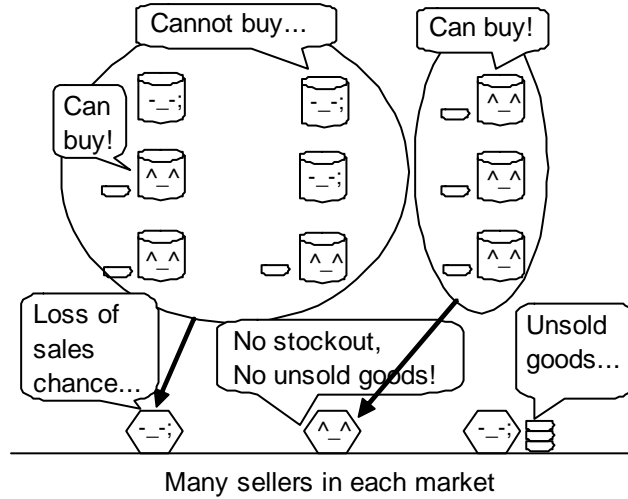 Cannot buy...
Can buy!
Can
buy!
-_-;
-_-;
^_^
^_^
-_-;
^_^
^_^
^_^
^_^
Loss of
sales
chance...
No stockout,
No unsold goods!
Unsold
goods...
-_-;
^_^
-_-;
Many sellers in each market